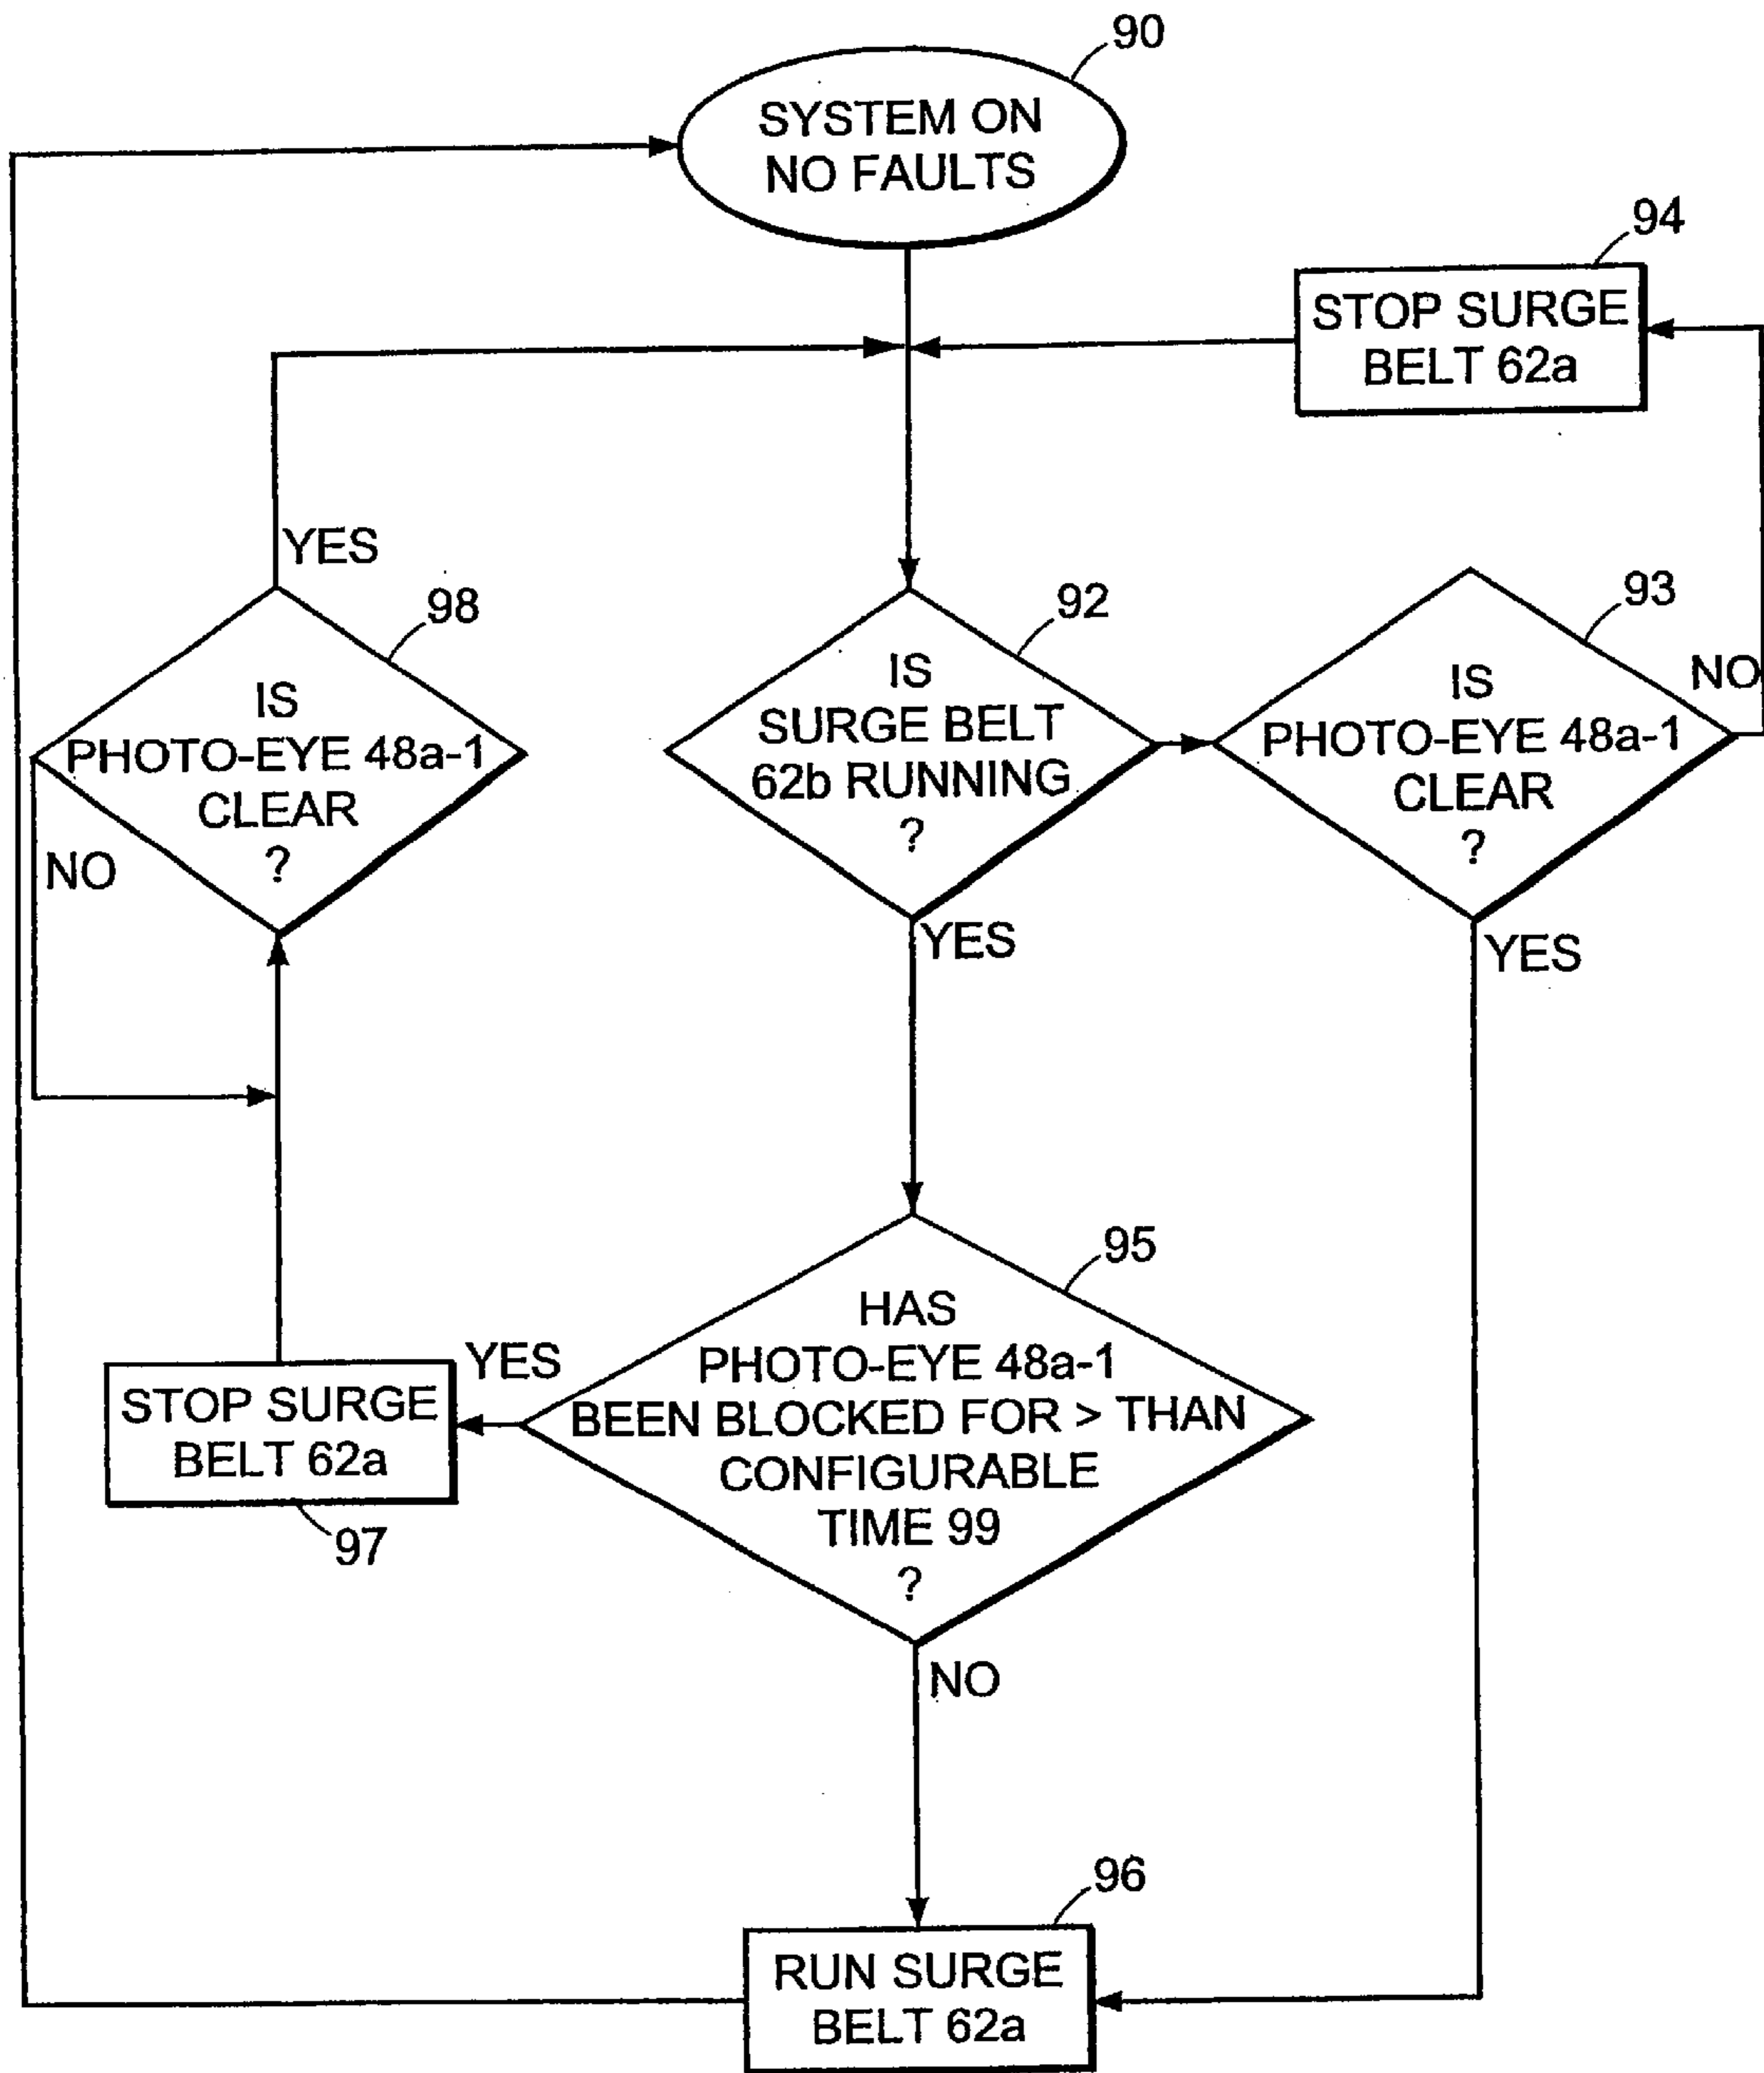 90
SYSTEM ON
NO FAULTS
94
STOP SURGE
BELT 62a
YES
98
IS
PHOTO-EYE 48a-1
CLEAR
?
NO
92
IS
SURGE BELT
62b RUNNING
?
YES
93
IS
PHOTO-EYE 48a-1
CLEAR
?
NO
YES
95
HAS
PHOTO-EYE 48a-1
BEEN BLOCKED FOR > THAN
CONFIGURABLE
TIME 99
?
YES
STOP SURGE
BELT 62a
97
NO
96
RUN SURGE
BELT 62a